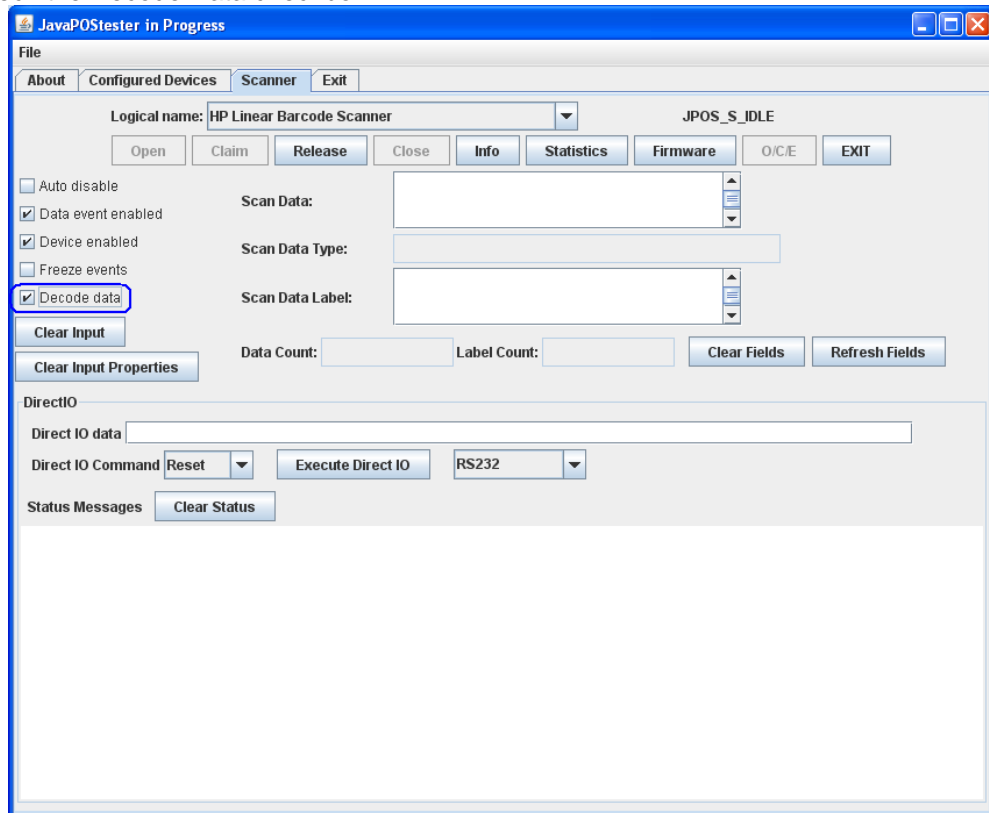 JavaPOStester in Progress
File
About Configured Devices Scanner Exit
Logical name: HP Linear Barcode Scanner JPOS_S_IDLE
Open Claim Release Close Info Statistics Firmware O/C/E EXIT
Auto disable
Data event enabled
Device enabled
Freeze events
Decode data
Clear Input
Clear Input Properties
Scan Data:
Scan Data Type:
Scan Data Label:
Data Count: Label Count: Clear Fields Refresh Fields
DirectIO
Direct IO data
Direct IO Command Reset Execute Direct IO RS232
Status Messages Clear Status